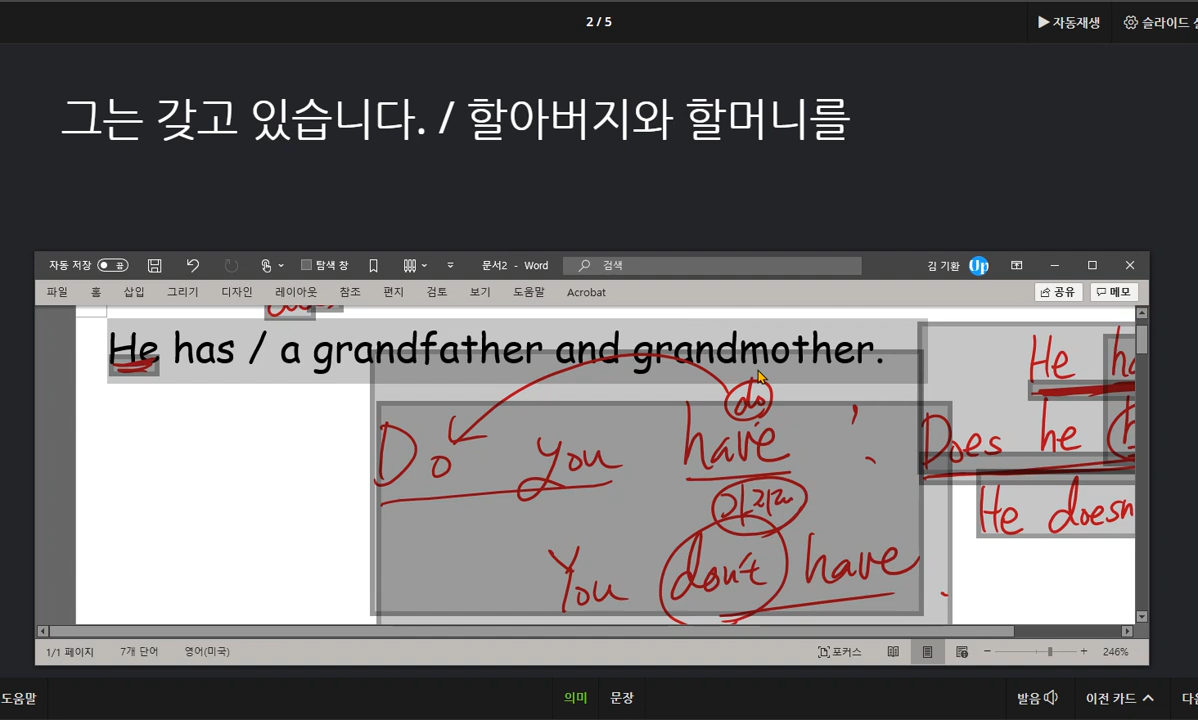 2 / 5
▶자동재생
슬라이드
그는 갖고 있습니다. / 할아버지와 할머니를
자동 저장 끔
탐색 창
문서2 - Word
검색
김 기환
Up
파일 홈 삽입 그리기 디자인 레이아웃 참조 편지 검토 보기 도움말 Acrobat
공유 메모
He has / a grandfather and grandmother.
He ha
do
Do you have
Does he
He doesn
You don't have .
1/1 페이지 7개 단어 영어(미국)
포커스
246%
도움말
의미
문장
발음
이전 카드
다음